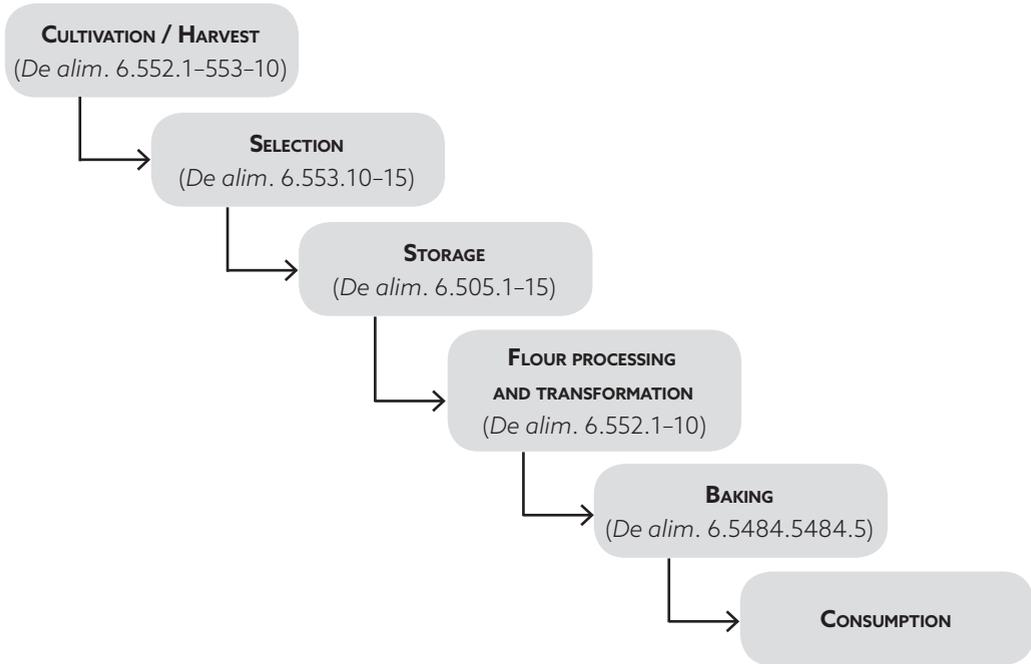 Cultivation / Harvest
(De alim. 6.552.1–553–10)
Selection
(De alim. 6.553.10–15)
Storage
(De alim. 6.505.1–15)
Flour processing
and transformation
(De alim. 6.552.1–10)
Baking
(De alim. 6.5484.5484.5)
Consumption